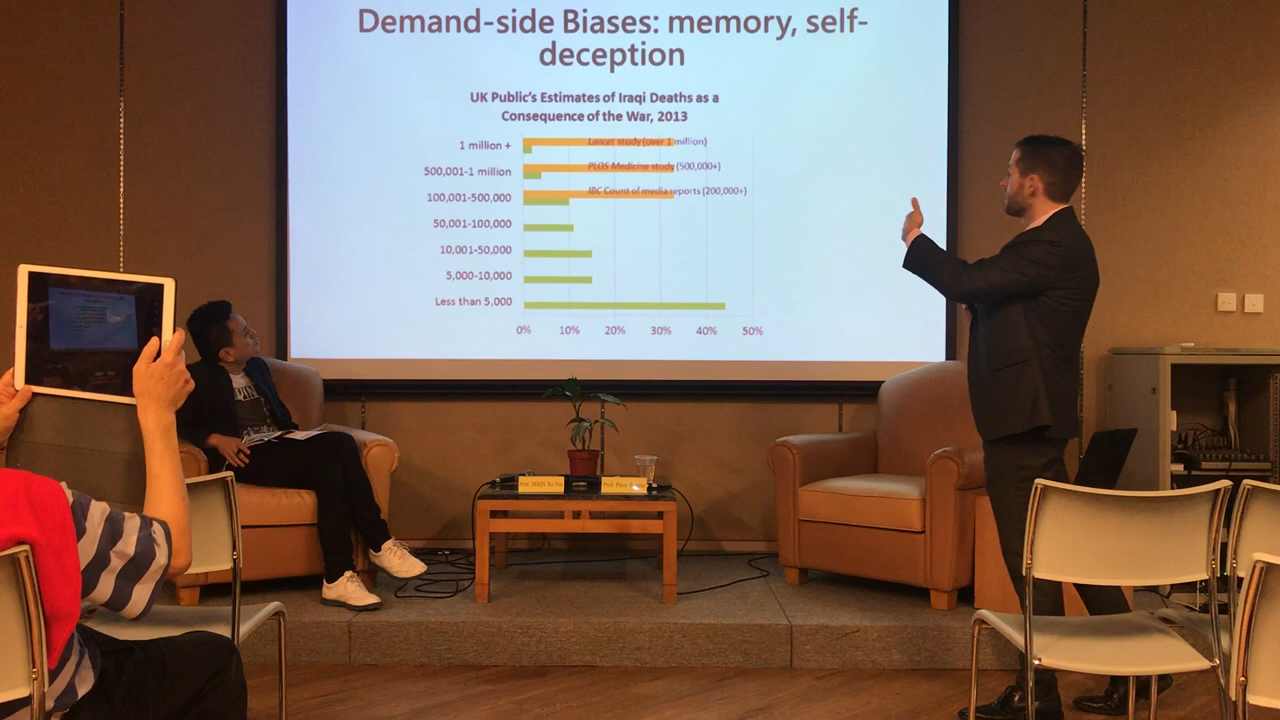 Demand-side Biases: memory, self-
deception
UK Public's Estimates of Iraqi Deaths as a
Consequence of the War, 2013
1 million +
Lancet study (over 1 million)
500,001-1 million
PLOS Medicine study (500,000+)
100,001-500,000
IBC Count of media reports (200,000+)
50,001-100,000
10,001-50,000
5,000-10,000
Less than 5,000
0% 10% 20% 30% 40% 50%
Prof.
Prof. Peter